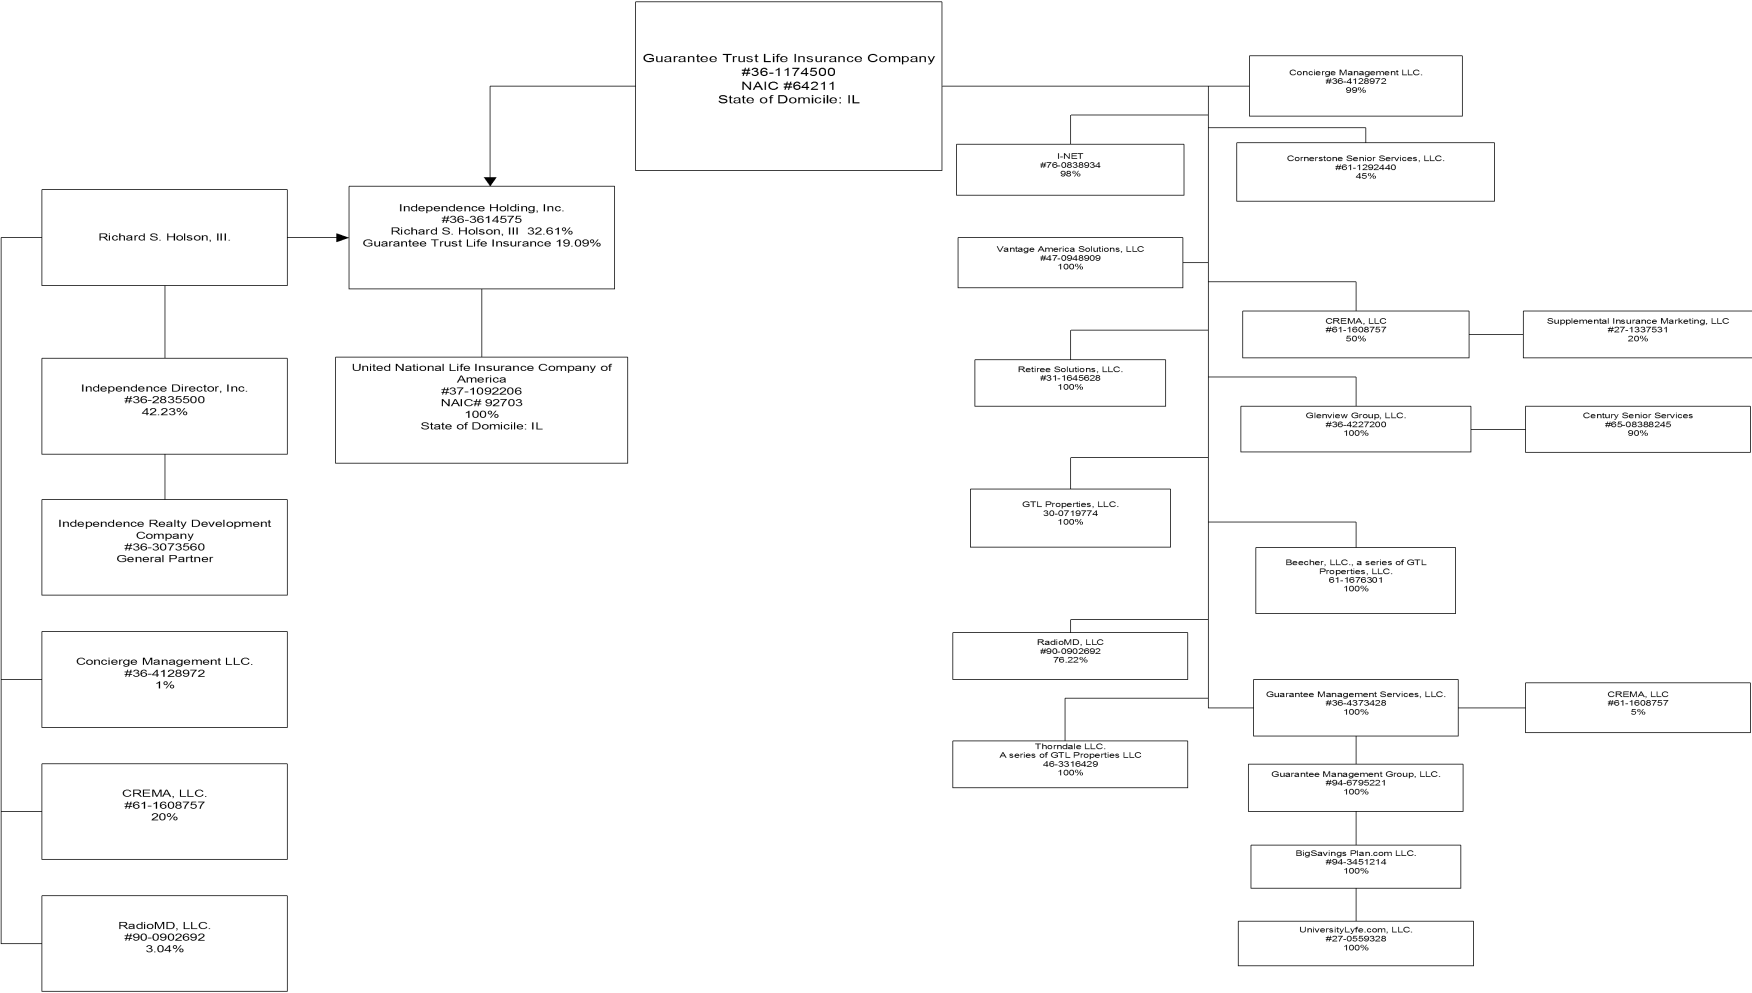 Guarantee Trust Life Insurance Company
#36-1174500
NAIC #64211
State of Domicile: IL
Concierge Management LLC.
#36-4128972
99%
I-NET
#76-0838934
98%
Cornerstone Senior Services, LLC.
#61-1292440
45%
Richard S. Holson, III.
Independence Holding, Inc.
#36-3614575
Richard S. Holson, III  32.61%
Guarantee Trust Life Insurance 19.09%
Vantage America Solutions, LLC
#47-0948909
100%
CREMA, LLC
#61-1608757
50%
Supplemental Insurance Marketing, LLC
#27-1337531
20%
Independence Director, Inc.
#36-2835500
42.23%
United National Life Insurance Company of
America
#37-1092206
NAIC# 92703
100%
State of Domicile: IL
Retiree Solutions, LLC.
#31-1645628
100%
Glenview Group, LLC.
#36-4227200
100%
Century Senior Services
#65-08388245
90%
Independence Realty Development
Company
#36-3073560
General Partner
GTL Properties, LLC.
30-0719774
100%
Beecher, LLC., a series of GTL
Properties, LLC.
61-1676301
100%
Concierge Management LLC.
#36-4128972
1%
RadioMD, LLC
#90-0902692
76.22%
Guarantee Management Services, LLC.
#36-4373428
100%
CREMA, LLC
#61-1608757
5%
Thorndale LLC.
A series of GTL Properties LLC
46-3316429
100%
Guarantee Management Group, LLC.
#94-6795221
100%
CREMA, LLC.
#61-1608757
20%
BigSavings Plan.com LLC.
#94-3451214
100%
RadioMD, LLC.
#90-0902692
3.04%
UniversityLyfe.com, LLC.
#27-0559328
100%